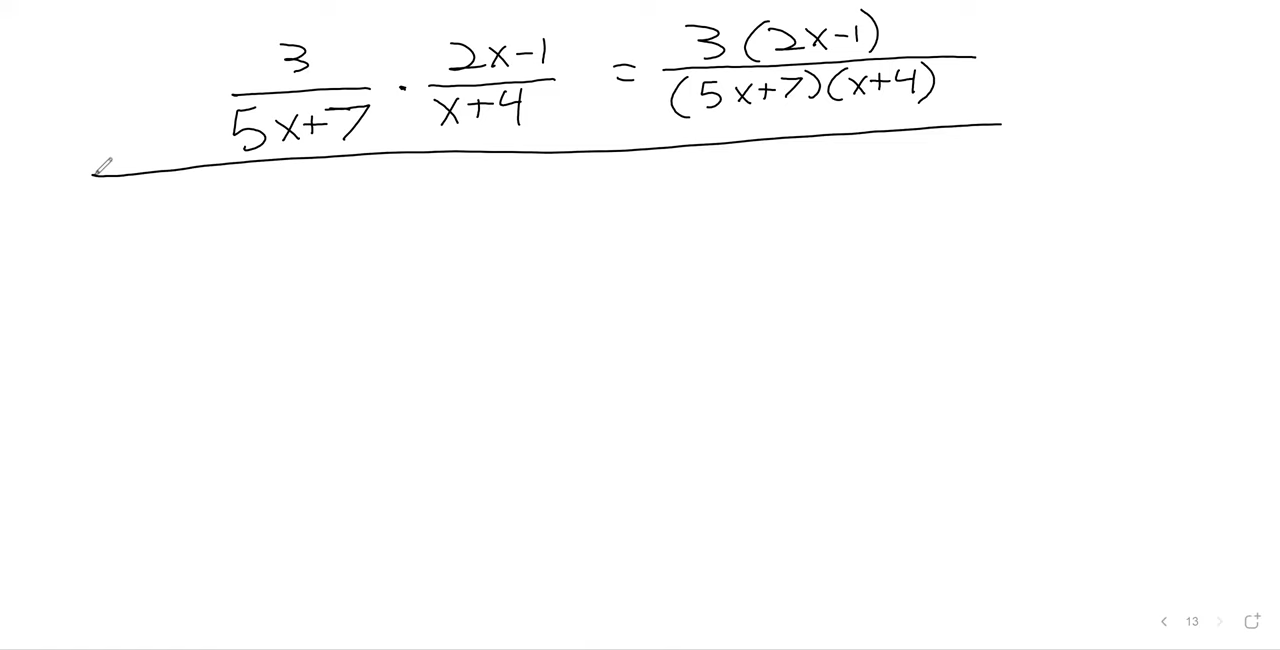 3/(5x+7) · (2x-1)/(x+4) = 3(2x-1)/((5x+7)(x+4))
13